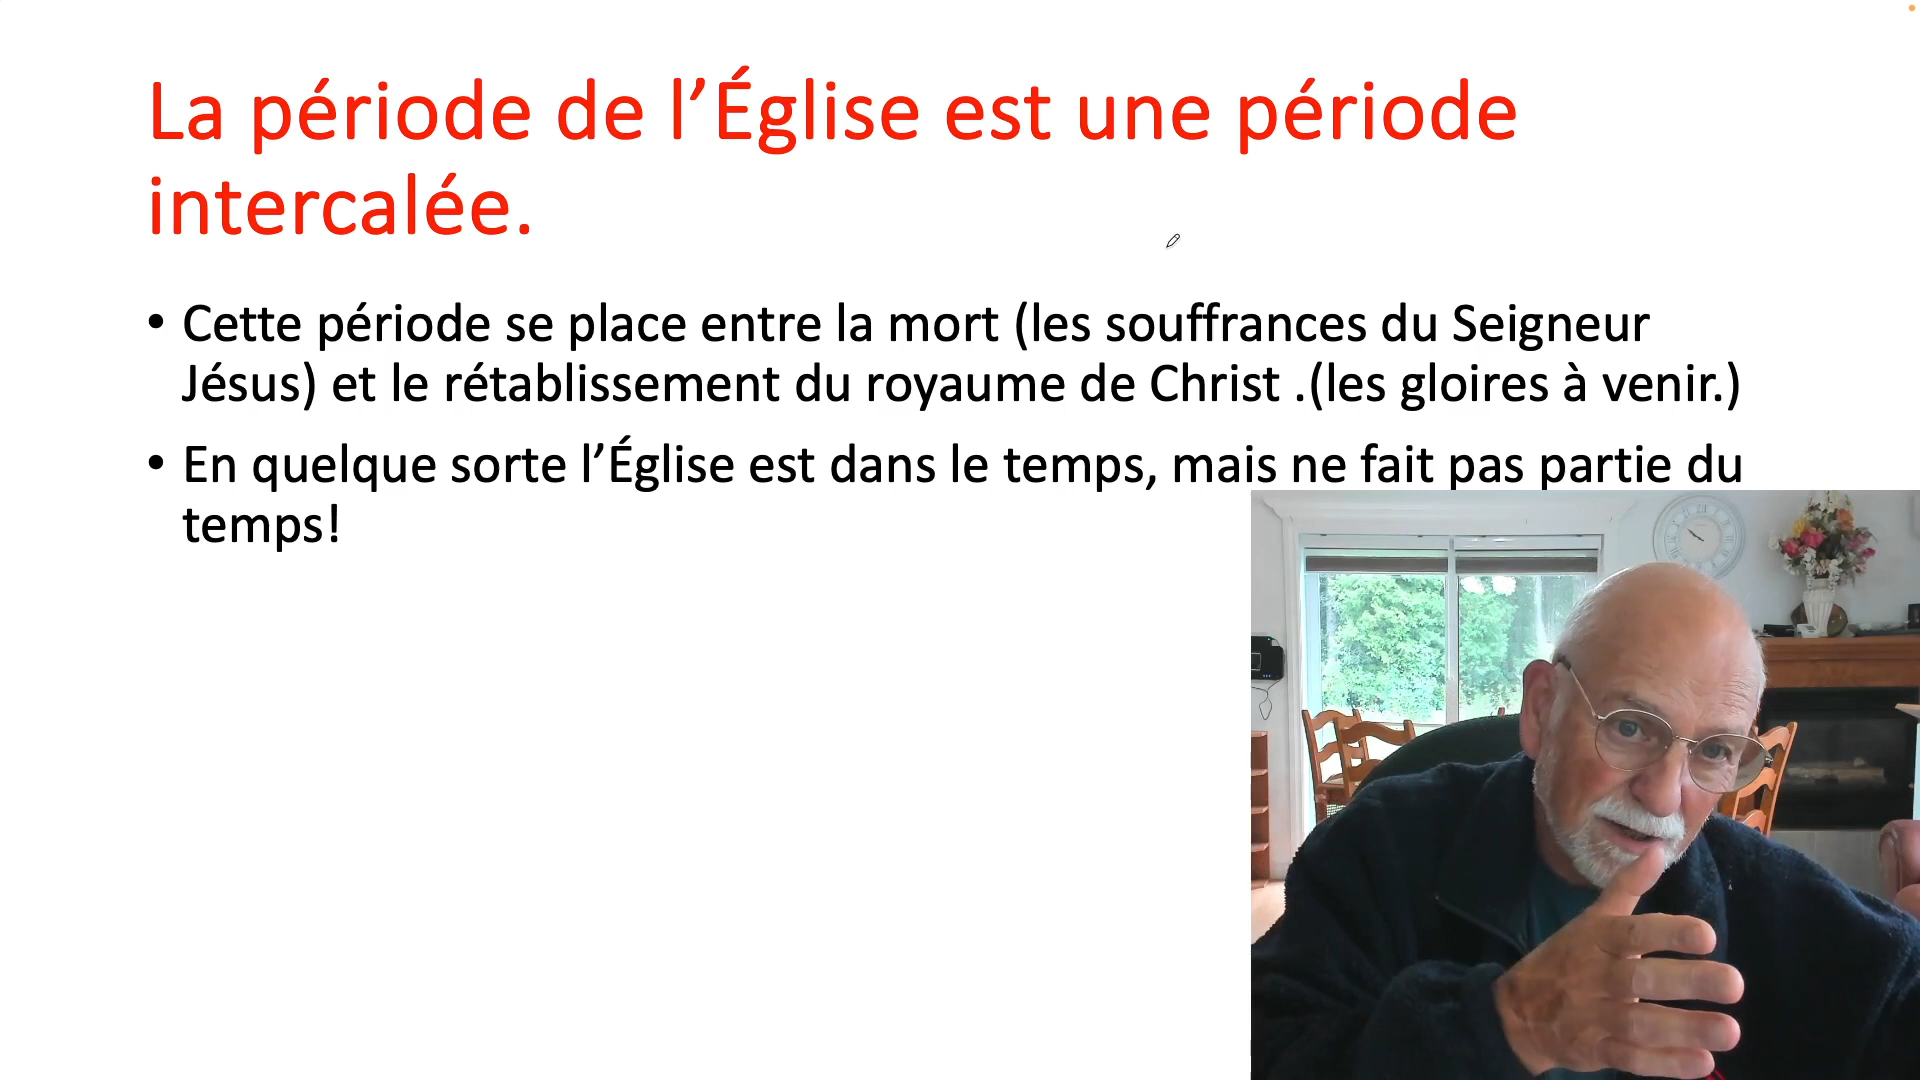 La période de l’Église est une période
intercalée.
• Cette période se place entre la mort (les souffrances du Seigneur
Jésus) et le rétablissement du royaume de Christ .(les gloires à venir.)
• En quelque sorte l’Église est dans le temps, mais ne fait pas partie du
temps!